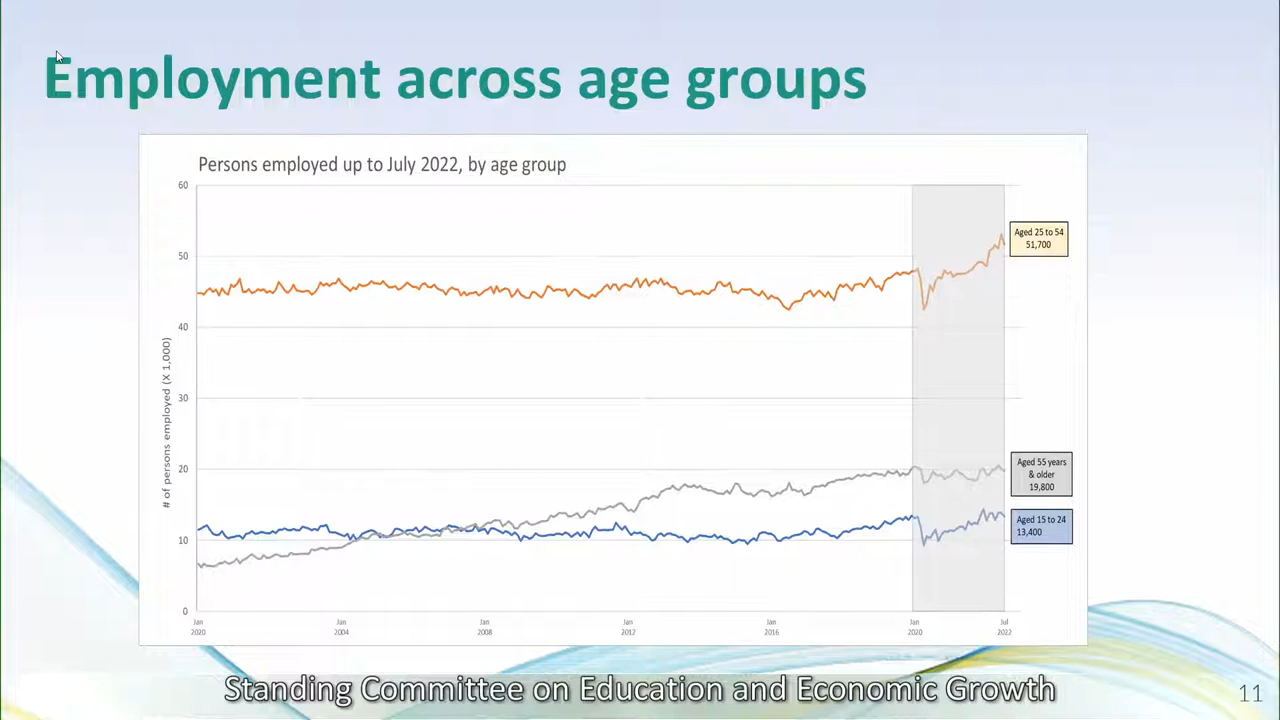 Employment across age groups
Persons employed up to July 2022, by age group
60
50
40
30
20
10
0
# of persons employed (X 1,000)
Aged 25 to 54
51,700
Aged 55 years
& older
19,800
Aged 15 to 24
13,400
Jan
2020
Jan
2004
Jan
2008
Jan
2012
Jan
2016
Jan
2020
Jul
2022
Standing Committee on Education and Economic Growth
11